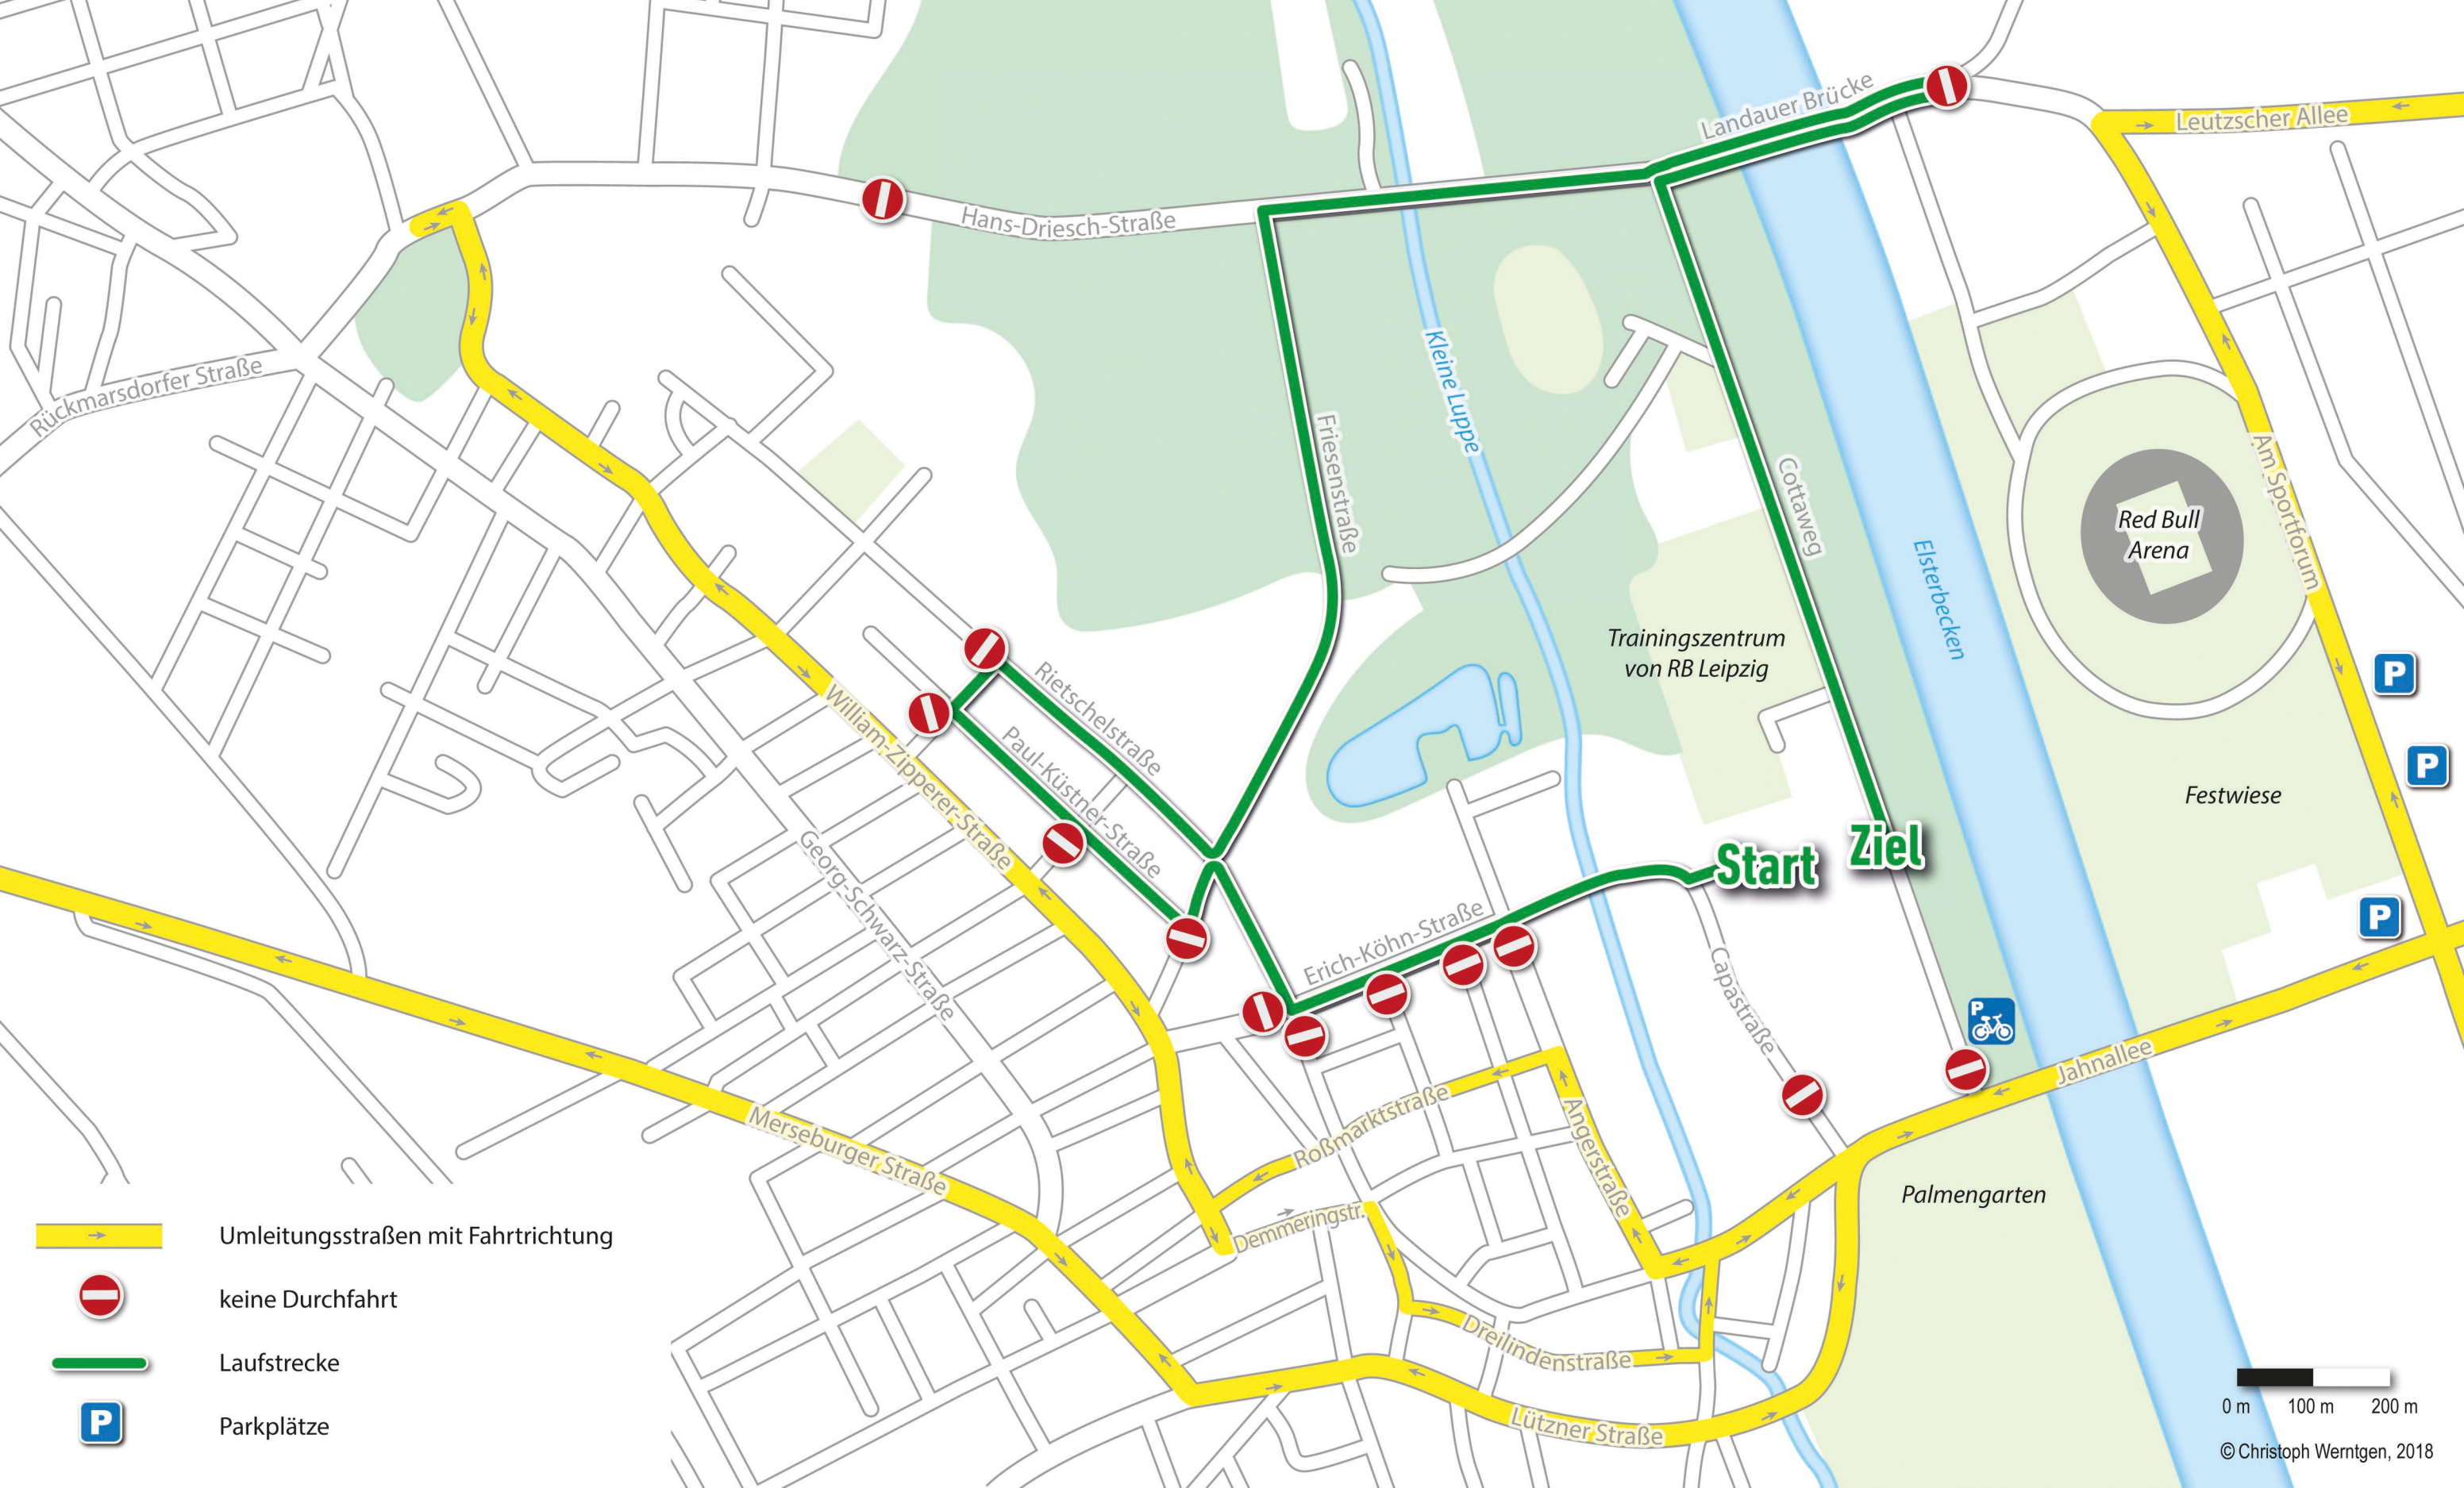 Landauer Brücke
Leutzscher Allee
Hans-Driesch-Straße
Rückmarsdorfer Straße
Kleine Luppe
Friesenstraße
Cottaweg
Am Sportforum
Red Bull
Arena
Elsterbecken
Trainingszentrum
von RB Leipzig
P
Rietschelstraße
Paul-Küstner-Straße
William-Zipperer-Straße
P
Festwiese
Georg-Schwarz-Straße
Start
Ziel
P
Erich-Köhn-Straße
Capastraße
P
Jahnallee
Merseburger Straße
Roßmarktstraße
Angerstraße
Palmengarten
Demmeringstr.
Dreilindenstraße
Lützner Straße
Umleitungsstraßen mit Fahrtrichtung
keine Durchfahrt
Laufstrecke
P Parkplätze
0 m 100 m 200 m
© Christoph Werntgen, 2018